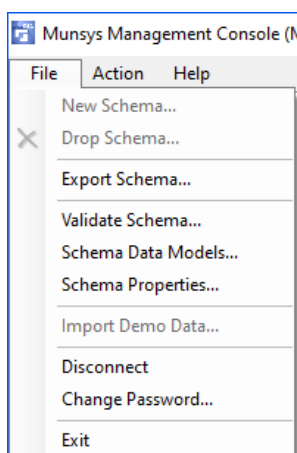 Munsys Management Console (M
File Action Help
New Schema...
Drop Schema...
Export Schema...
Validate Schema...
Schema Data Models...
Schema Properties...
Import Demo Data...
Disconnect
Change Password...
Exit